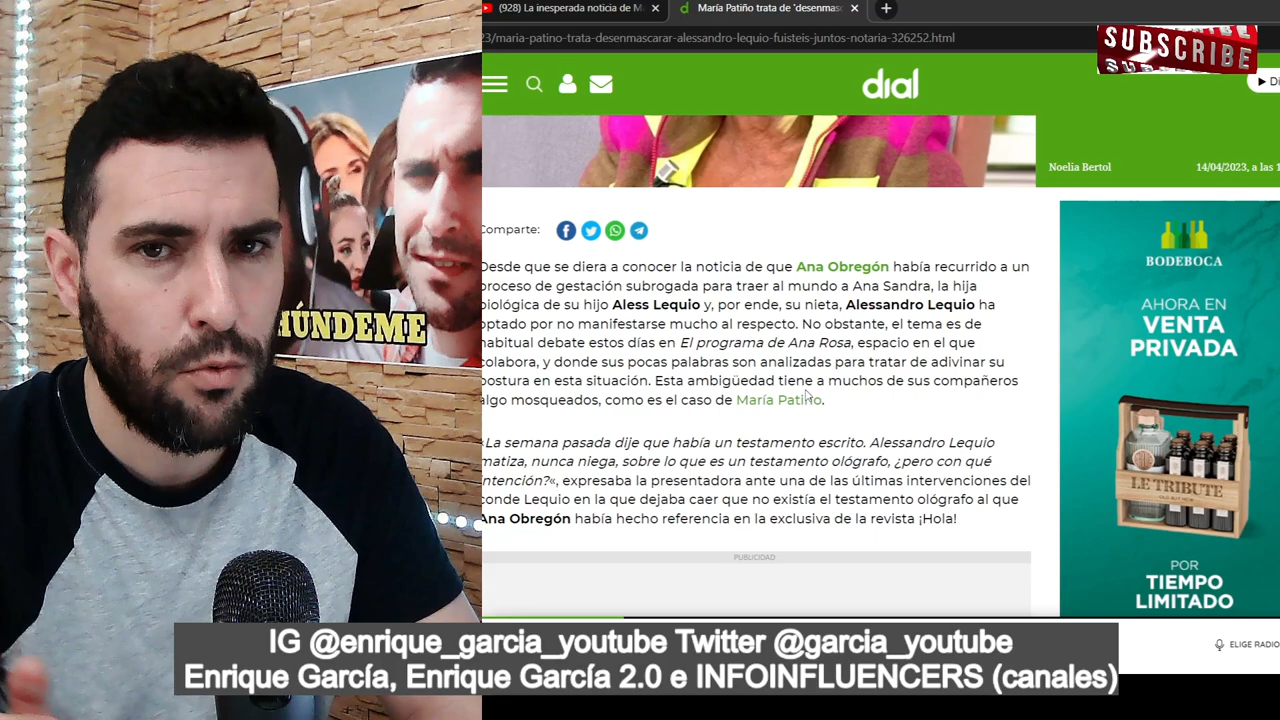 (928) La inesperada noticia de M
María Patiño trata de 'desenmas
23/maria-patino-trata-desenmascarar-alessandro-lequio-fuisteis-juntos-notaria-326252.html
SUBSCRIBE
dial
Di
Noelia Bertol
14/04/2023, a las 1
HÚNDEME
Comparte:
Desde que se diera a conocer la noticia de que Ana Obregón había recurrido a un
proceso de gestación subrogada para traer al mundo a Ana Sandra, la hija
biológica de su hijo Aless Lequio y, por ende, su nieta, Alessandro Lequio ha
optado por no manifestarse mucho al respecto. No obstante, el tema es de
habitual debate estos días en El programa de Ana Rosa, espacio en el que
colabora, y donde sus pocas palabras son analizadas para tratar de adivinar su
postura en esta situación. Esta ambigüedad tiene a muchos de sus compañeros
algo mosqueados, como es el caso de María Patiño.
«La semana pasada dije que había un testamento escrito. Alessandro Lequio
matiza, nunca niega, sobre lo que es un testamento ológrafo, ¿pero con qué
intención?«, expresaba la presentadora ante una de las últimas intervenciones del
conde Lequio en la que dejaba caer que no existía el testamento ológrafo al que
Ana Obregón había hecho referencia en la exclusiva de la revista ¡Hola!
PUBLICIDAD
BODEBOCA
AHORA EN
VENTA
PRIVADA
LE TRIBUTE
POR
TIEMPO
LIMITADO
ELIGE RADIO
IG @enrique_garcia_youtube Twitter @garcia_youtube
Enrique García, Enrique García 2.0 e INFOINFLUENCERS (canales)